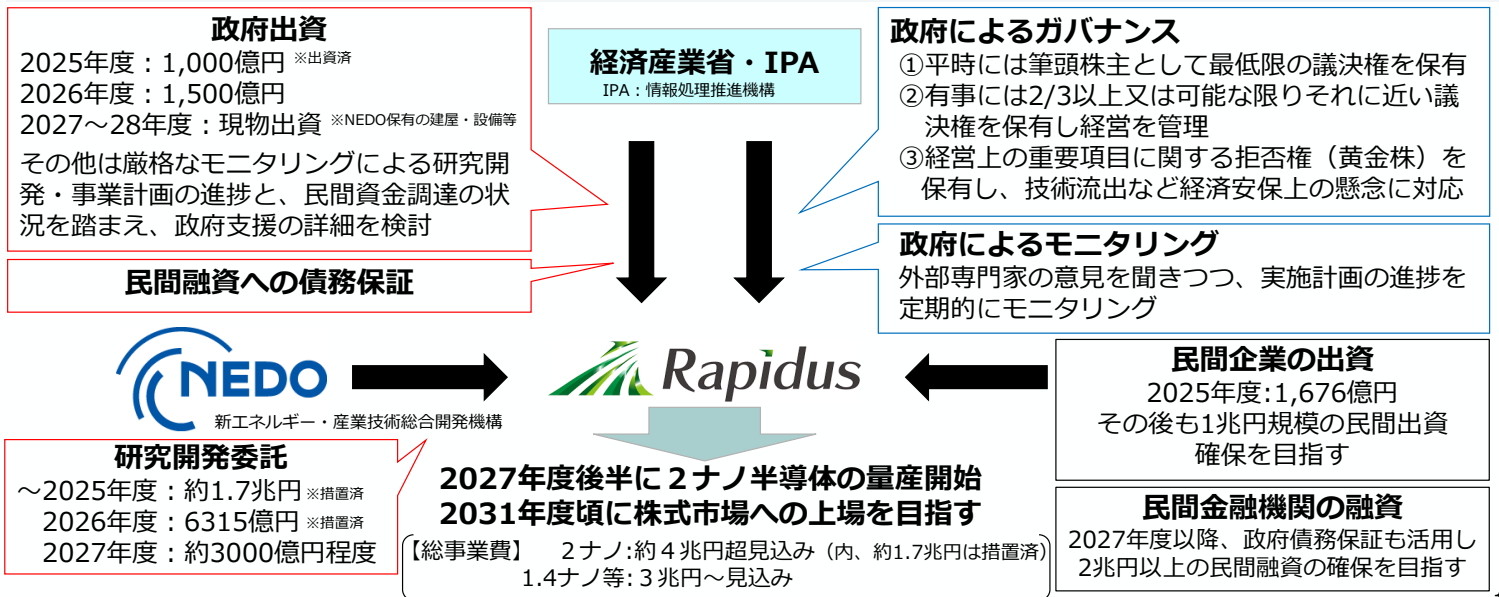 政府出資
2025年度：1,000億円 ※出資済
2026年度：1,500億円
2027～28年度：現物出資 ※NEDO保有の建屋・設備等
その他は厳格なモニタリングによる研究開
発・事業計画の進捗と、民間資金調達の状
況を踏まえ、政府支援の詳細を検討
民間融資への債務保証
経済産業省・IPA
IPA：情報処理推進機構
政府によるガバナンス
①平時には筆頭株主として最低限の議決権を保有
②有事には2/3以上又は可能な限りそれに近い議
決権を保有し経営を管理
③経営上の重要項目に関する拒否権（黄金株）を
保有し、技術流出など経済安保上の懸念に対応
政府によるモニタリング
外部専門家の意見を聞きつつ、実施計画の進捗を
定期的にモニタリング
NEDO
新エネルギー・産業技術総合開発機構
Rapidus
研究開発委託
～2025年度：約1.7兆円 ※措置済
2026年度：6315億円 ※措置済
2027年度：約3000億円程度
2027年度後半に２ナノ半導体の量産開始
2031年度頃に株式市場への上場を目指す
【総事業費】 ２ナノ:約４兆円超見込み（内、約1.7兆円は措置済）
1.4ナノ等:３兆円～見込み
民間企業の出資
2025年度:1,676億円
その後も1兆円規模の民間出資
確保を目指す
民間金融機関の融資
2027年度以降、政府債務保証も活用し
2兆円以上の民間融資の確保を目指す